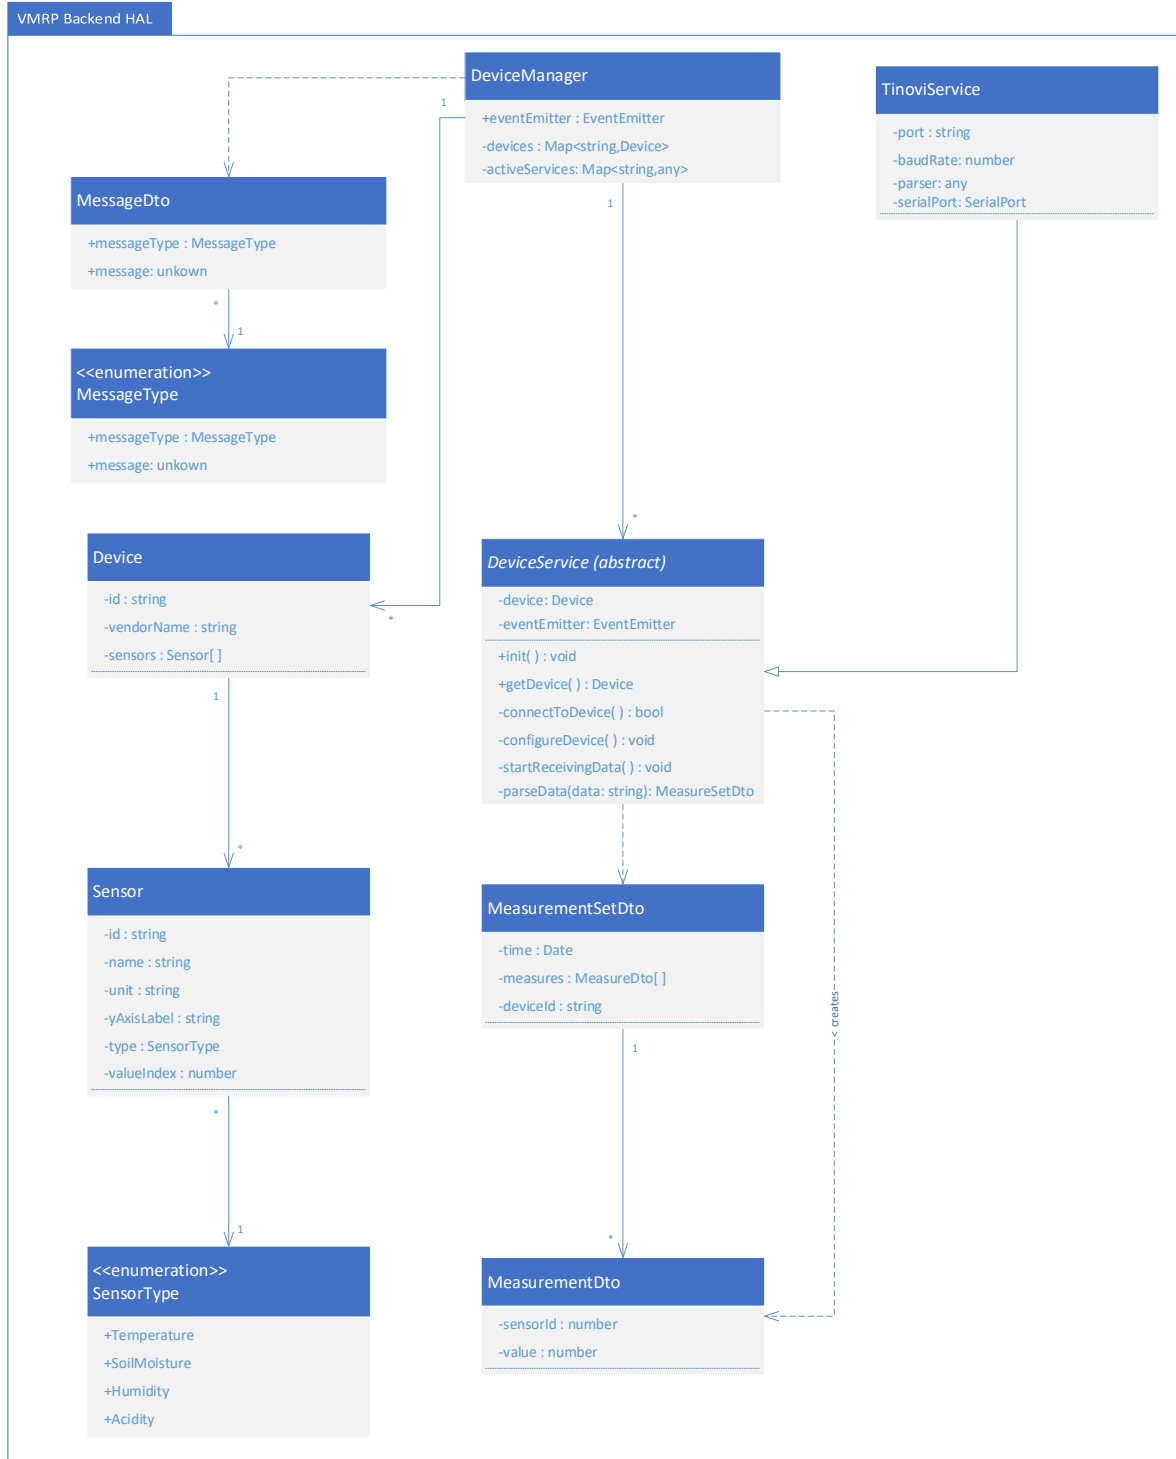 VMRP Backend HAL
DeviceManager
+eventEmitter : EventEmitter
-devices : Map<string,Device>
-activeServices: Map<string,any>
1
1
TinoviService
-port : string
-baudRate: number
-parser: any
-serialPort: SerialPort
MessageDto
+messageType : MessageType
+message: unkown
*
1
<<enumeration>>
MessageType
+messageType : MessageType
+message: unkown
Device
-id : string
-vendorName : string
-sensors : Sensor[ ]
*
1
*
*
DeviceService (abstract)
-device: Device
-eventEmitter: EventEmitter
+init( ) : void
+getDevice( ) : Device
-connectToDevice( ) : bool
-configureDevice( ) : void
-startReceivingData( ) : void
-parseData(data: string): MeasureSetDto
Sensor
-id : string
-name : string
-unit : string
-yAxisLabel : string
-type : SensorType
-valueIndex : number
*
1
MeasurementSetDto
-time : Date
-measures : MeasureDto[ ]
-deviceId : string
1
*
< creates
<<enumeration>>
SensorType
+Temperature
+SoilMoisture
+Humidity
+Acidity
MeasurementDto
-sensorId : number
-value : number